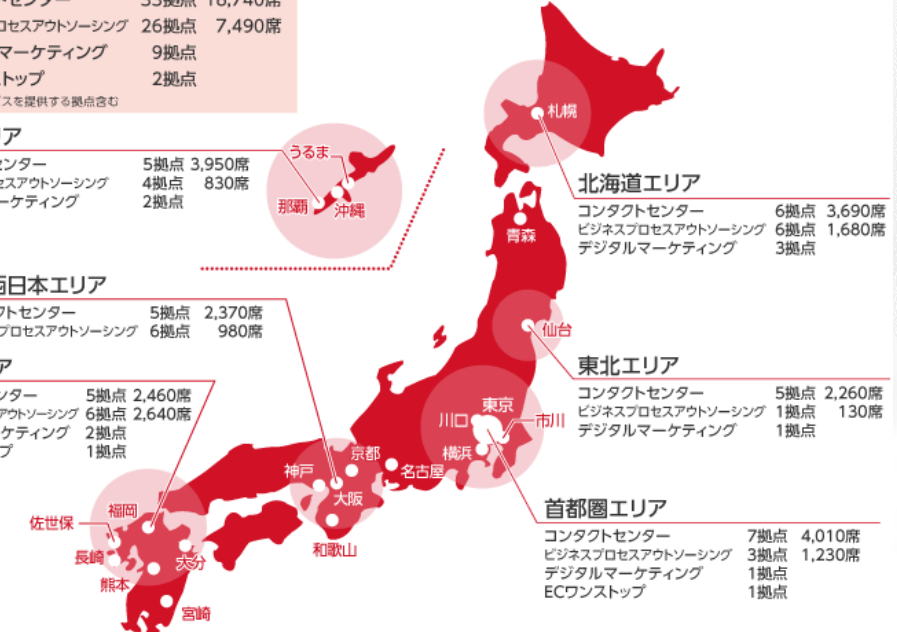 トセンター 33拠点 18,740席
ロセスアウトソーシング 26拠点 7,490席
マーケティング 9拠点
ストップ 2拠点
ビスを提供する拠点含む
リア
センター 5拠点 3,950席
セスアウトソーシング 4拠点 830席
ーケティング 2拠点
うるま
那覇
沖縄
札幌
北海道エリア
コンタクトセンター 6拠点 3,690席
ビジネスプロセスアウトソーシング 6拠点 1,680席
デジタルマーケティング 3拠点
青森
西日本エリア
クトセンター 5拠点 2,370席
プロセスアウトソーシング 6拠点 980席
仙台
東北エリア
コンタクトセンター 5拠点 2,260席
ビジネスプロセスアウトソーシング 1拠点 130席
デジタルマーケティング 1拠点
ア
ンター 5拠点 2,460席
アウトソーシング 6拠点 2,640席
ケティング 2拠点
プ 1拠点
東京
川口
市川
横浜
京都
神戸
名古屋
大阪
和歌山
首都圏エリア
コンタクトセンター 7拠点 4,010席
ビジネスプロセスアウトソーシング 3拠点 1,230席
デジタルマーケティング 1拠点
ECワンストップ 1拠点
福岡
佐世保
長崎
大分
熊本
宮崎